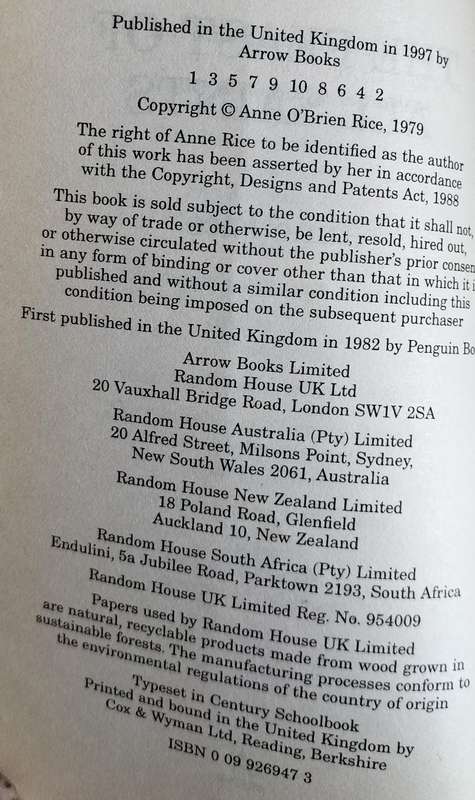 Published in the United Kingdom in 1997 by
Arrow Books
1 3 5 7 9 10 8 6 4 2
Copyright © Anne O'Brien Rice, 1979
The right of Anne Rice to be identified as the author
of this work has been asserted by her in accordance
with the Copyright, Designs and Patents Act, 1988
This book is sold subject to the condition that it shall not,
by way of trade or otherwise, be lent, resold, hired out,
or otherwise circulated without the publisher's prior consen
in any form of binding or cover other than that in which it i
published and without a similar condition including this
condition being imposed on the subsequent purchaser
First published in the United Kingdom in 1982 by Penguin Bo
Arrow Books Limited
Random House UK Ltd
20 Vauxhall Bridge Road, London SW1V 2SA
Random House Australia (Pty) Limited
20 Alfred Street, Milsons Point, Sydney,
New South Wales 2061, Australia
Random House New Zealand Limited
18 Poland Road, Glenfield
Auckland 10, New Zealand
Random House South Africa (Pty) Limited
Endulini, 5a Jubilee Road, Parktown 2193, South Africa
Random House UK Limited Reg. No. 954009
Papers used by Random House UK Limited
are natural, recyclable products made from wood grown in
sustainable forests. The manufacturing processes conform to
the environmental regulations of the country of origin
Typeset in Century Schoolbook
Printed and bound in the United Kingdom by
Cox & Wyman Ltd, Reading, Berkshire
ISBN 0 09 926947 3